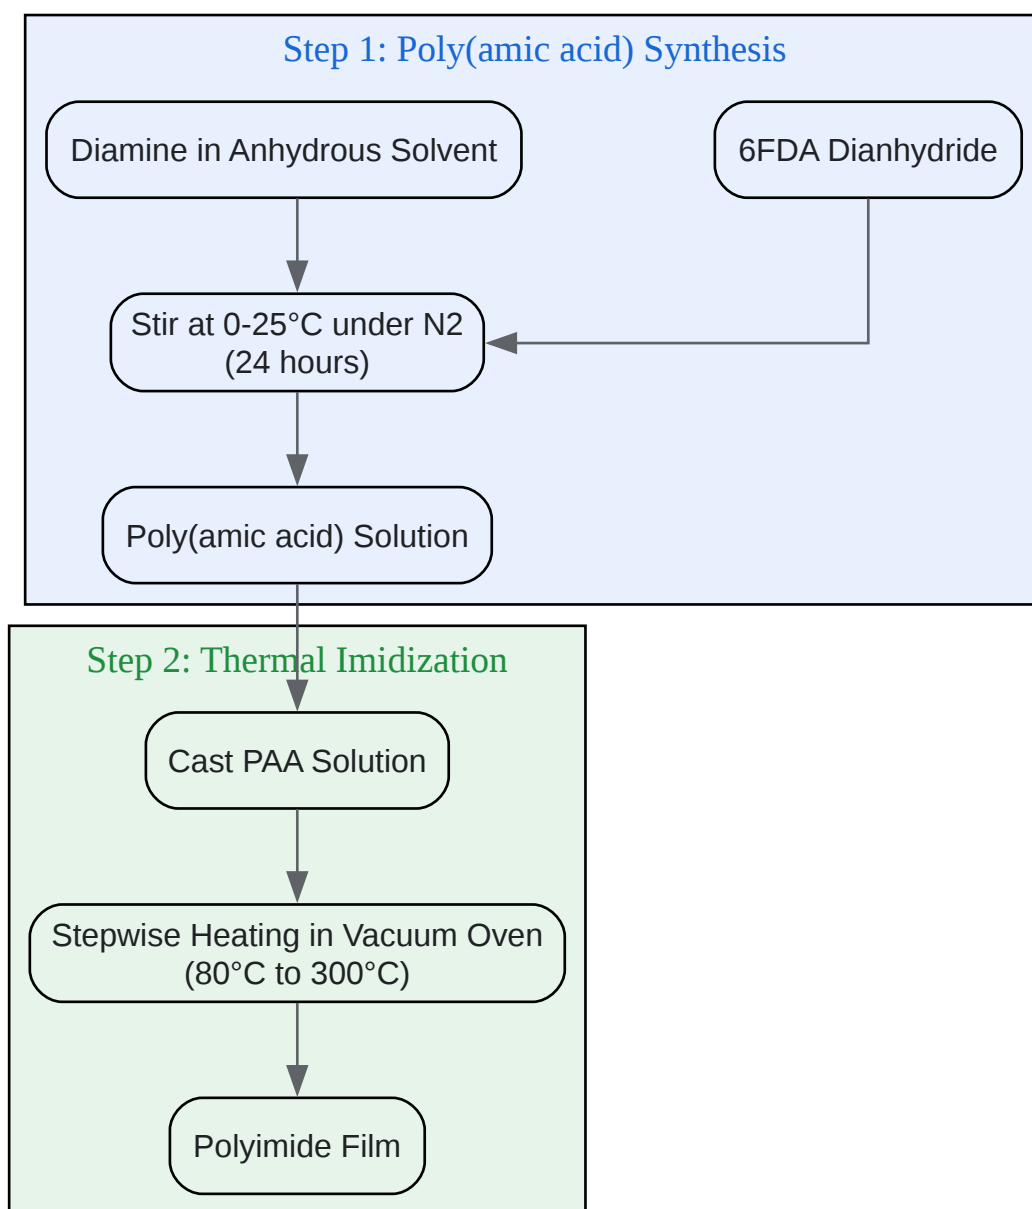 Step 1: Poly(amic acid) Synthesis
Diamine in Anhydrous Solvent
6FDA Dianhydride
Stir at 0-25°C under N2
(24 hours)
Poly(amic acid) Solution
Step 2: Thermal Imidization
Cast PAA Solution
Stepwise Heating in Vacuum Oven
(80°C to 300°C)
Polyimide Film